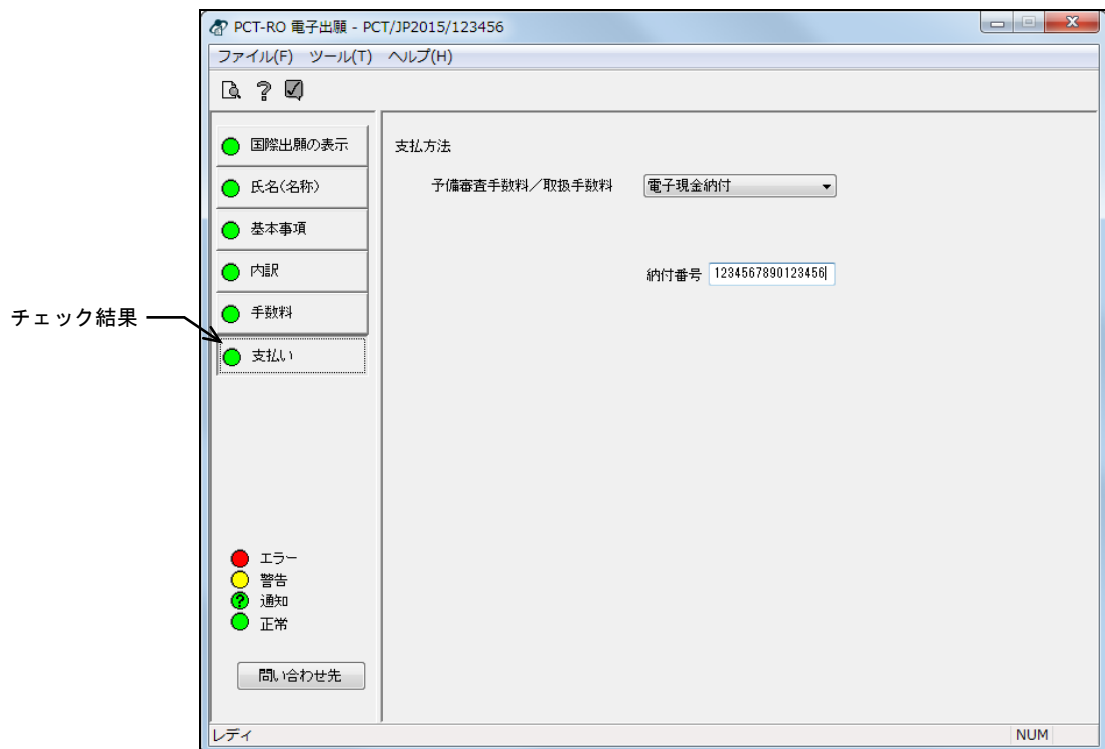 PCT-RO 電子出願 - PCT/JP2015/123456
ファイル(F) ツール(T) ヘルプ(H)
国際出願の表示
氏名(名称)
基本事項
内訳
手数料
支払い
チェック結果
支払方法
予備審査手数料／取扱手数料 電子現金納付
納付番号 1234567890123456
エラー
警告
通知
正常
問い合わせ先
レディ NUM